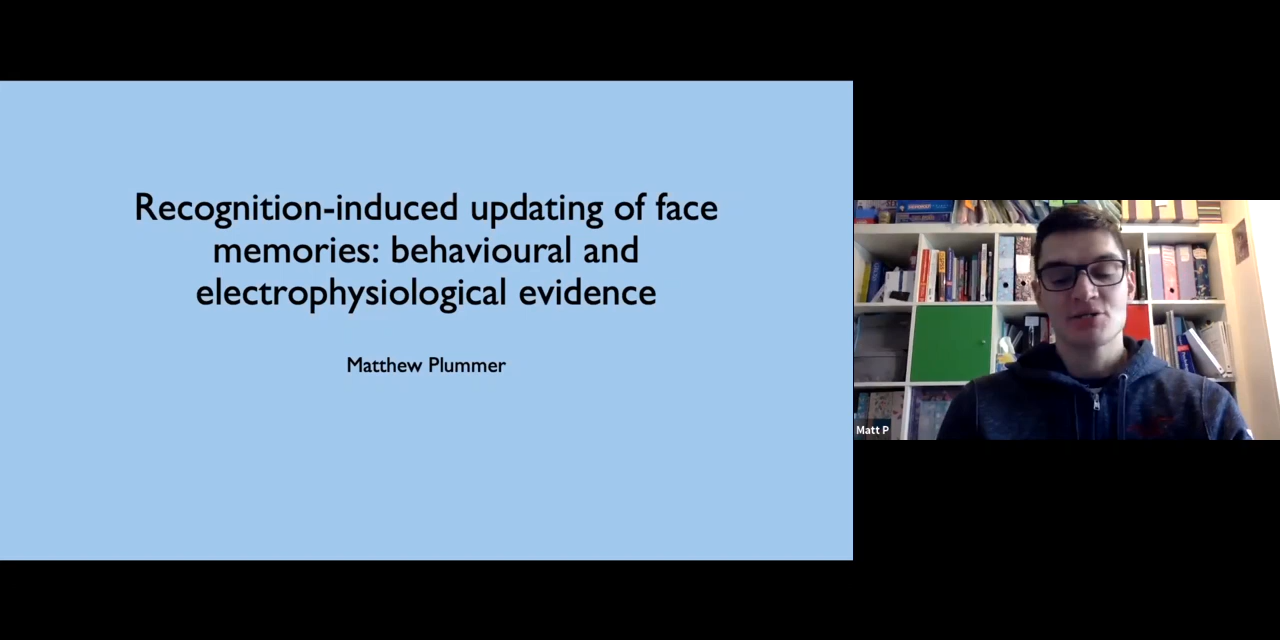 Recognition-induced updating of face
memories: behavioural and
electrophysiological evidence
Matthew Plummer
Matt P